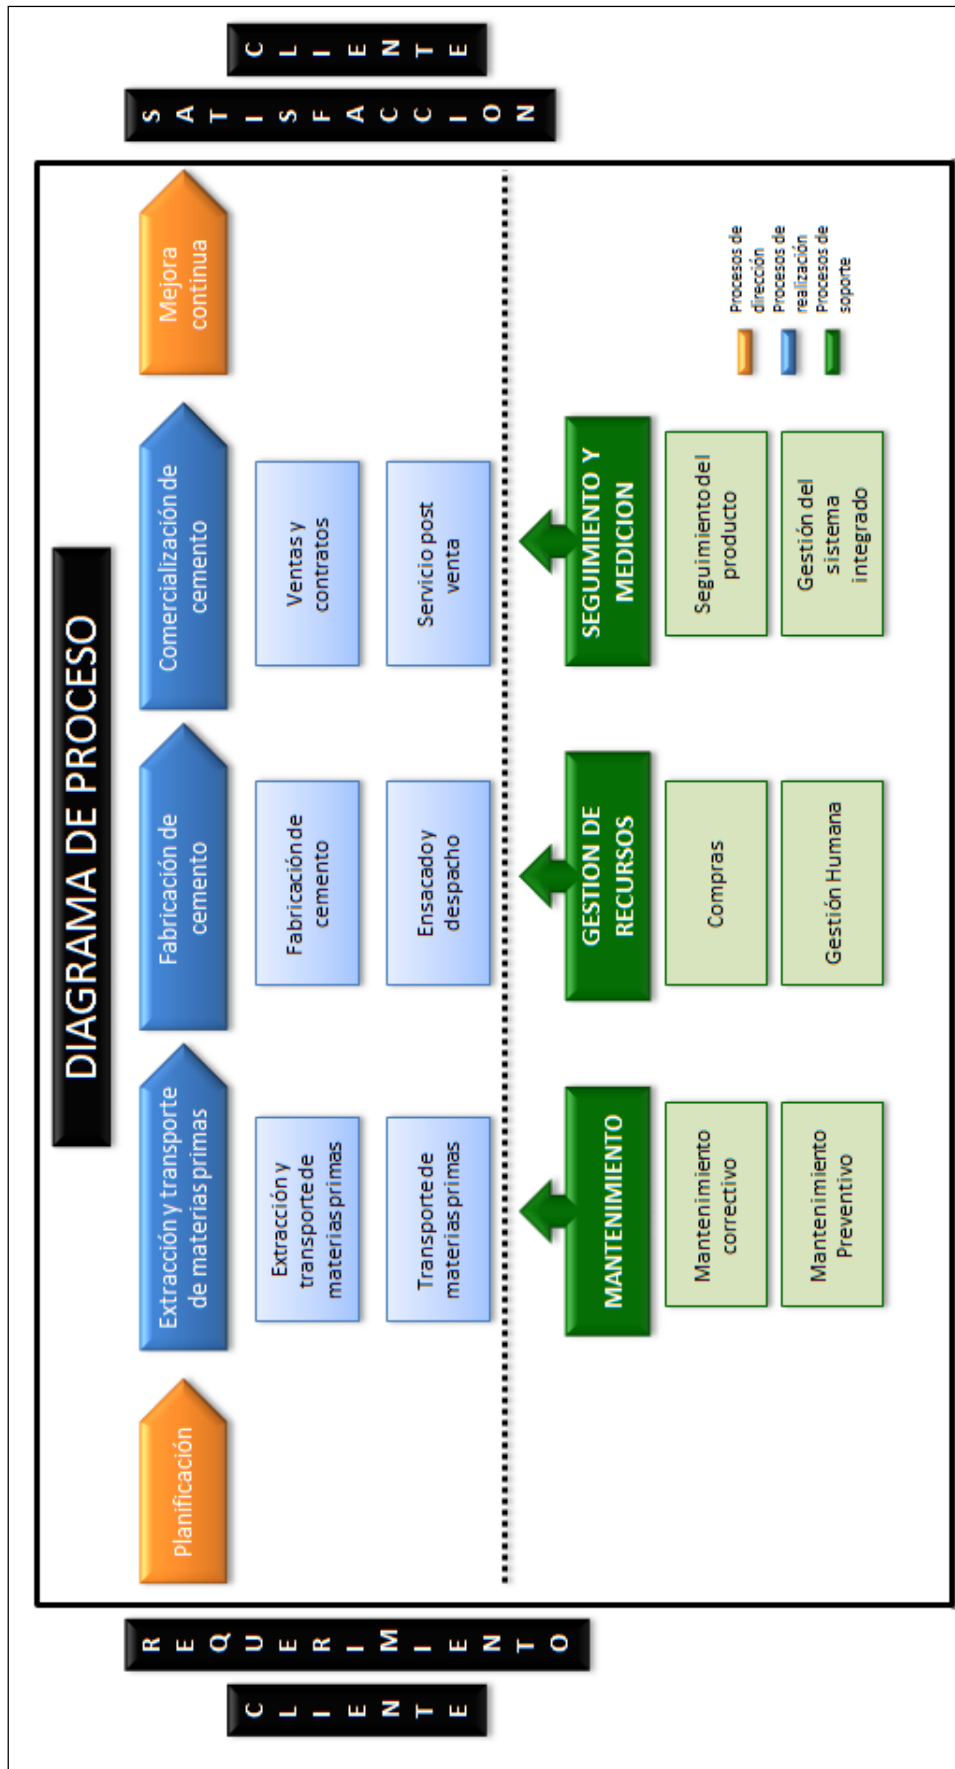 DIAGRAMA DE PROCESO
CLIENTE
REQUERIMIENTO
Planificación
Extracción y transporte
de materias primas
Fabricación de
cemento
Comercialización de
cemento
Mejora
continua
SATISFACCION
CLIENTE
Extracción y
transporte de
materias primas
Fabricación de
cemento
Ventas y
contratos
Transporte de
materias primas
Ensacado y
despacho
Servicio post
venta
MANTENIMIENTO
GESTION DE
RECURSOS
SEGUIMIENTO Y
MEDICION
Mantenimiento
correctivo
Compras
Seguimiento del
producto
Mantenimiento
Preventivo
Gestión Humana
Gestión del
sistema
integrado
Procesos de
dirección
Procesos de
realización
Procesos de
soporte